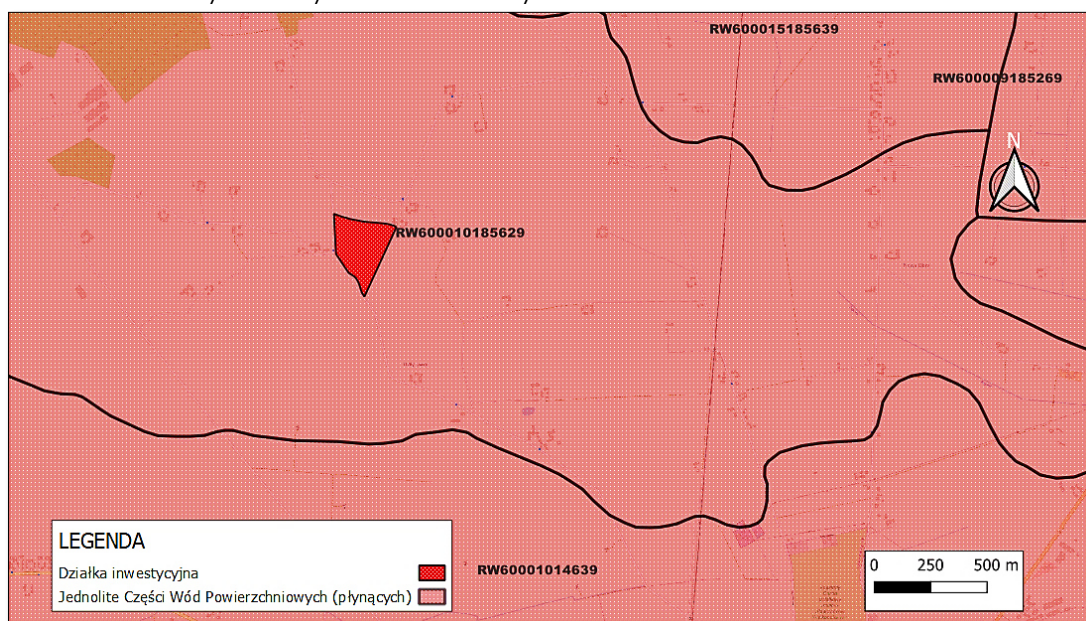 RW600015185639
RW600009185269
N
RW600010185629
LEGENDA
Działka inwestycyjna
Jednolite Części Wód Powierzchniowych (płynących)
RW60001014639
0 250 500 m